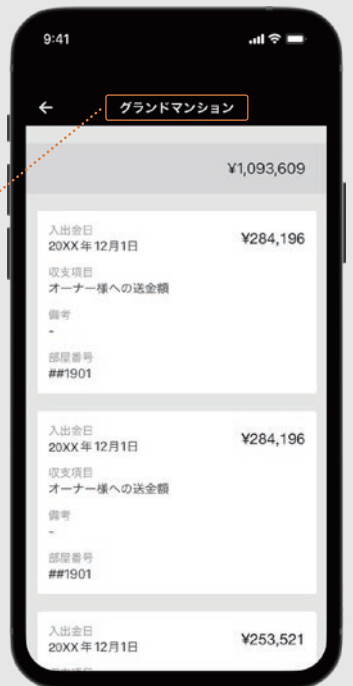 9:41
グランドマンション
¥1,093,609
入出金日
20XX年12月1日
¥284,196
収支項目
オーナー様への送金額
備考
-
部屋番号
##1901
入出金日
20XX年12月1日
¥284,196
収支項目
オーナー様への送金額
備考
-
部屋番号
##1901
入出金日
20XX年12月1日
¥253,521